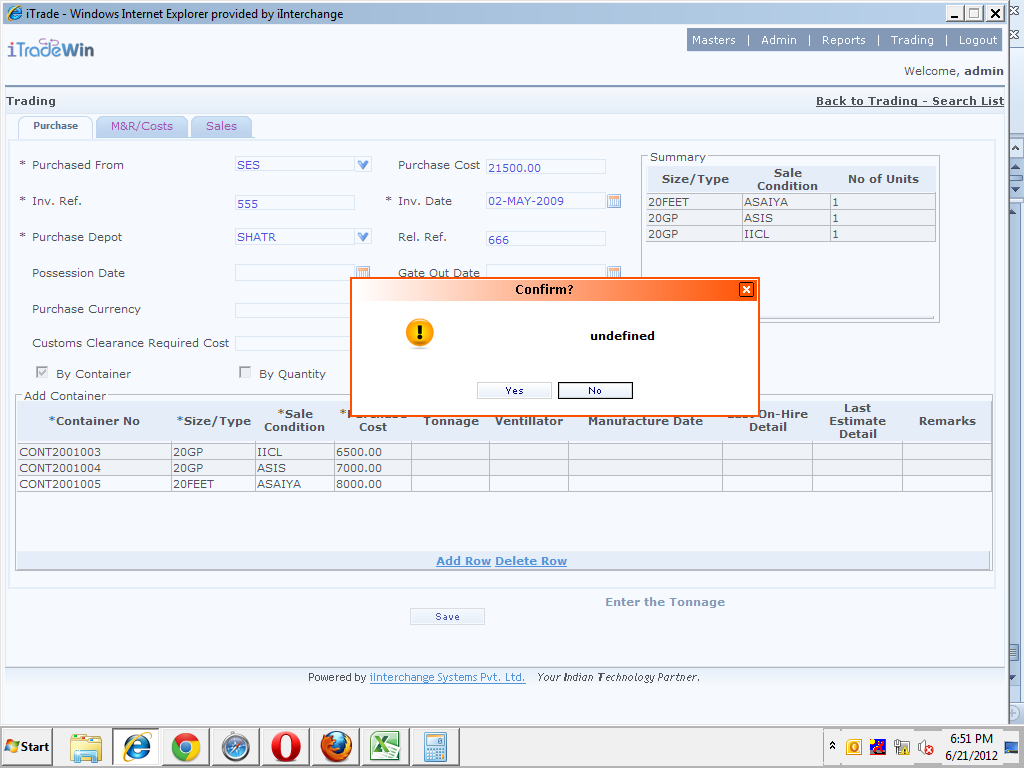 iTrade - Windows Internet Explorer provided by iInterchange
iTradeWin
Masters | Admin | Reports | Trading | Logout
Welcome, admin
Trading
Back to Trading - Search List
Purchase M&R/Costs Sales
* Purchased From SES Purchase Cost 21500.00
* Inv. Ref. 555 * Inv. Date 02-MAY-2009
* Purchase Depot SHATR Rel. Ref. 666
Possession Date Gate Out Date
Purchase Currency
Customs Clearance Required Cost
By Container By Quantity
Summary
Size/Type Sale Condition No of Units
20FEET ASAIYA 1
20GP ASIS 1
20GP IICL 1
Confirm?
undefined
Yes No
Add Container
*Container No *Size/Type *Sale Condition Cost Tonnage Ventillator Manufacture Date On-Hire Detail Last Estimate Detail Remarks
CONT2001003 20GP IICL 6500.00
CONT2001004 20GP ASIS 7000.00
CONT2001005 20FEET ASAIYA 8000.00
Add Row Delete Row
Enter the Tonnage
Save
Powered by iInterchange Systems Pvt. Ltd. Your Indian Technology Partner.
Start
6:51 PM
6/21/2012